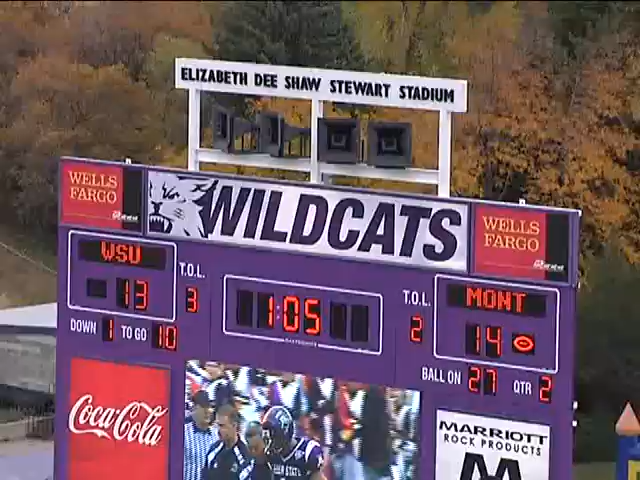 ELIZABETH DEE SHAW STEWART STADIUM
WELLS
FARGO
WILDCATS
WELLS
FARGO
WSU
13
T.O.L.
3
1:05
T.O.L.
2
MONT
14
DOWN 1 TO GO 10
BALL ON 27 QTR 2
Coca-Cola
MARRIOTT
ROCK PRODUCTS
M